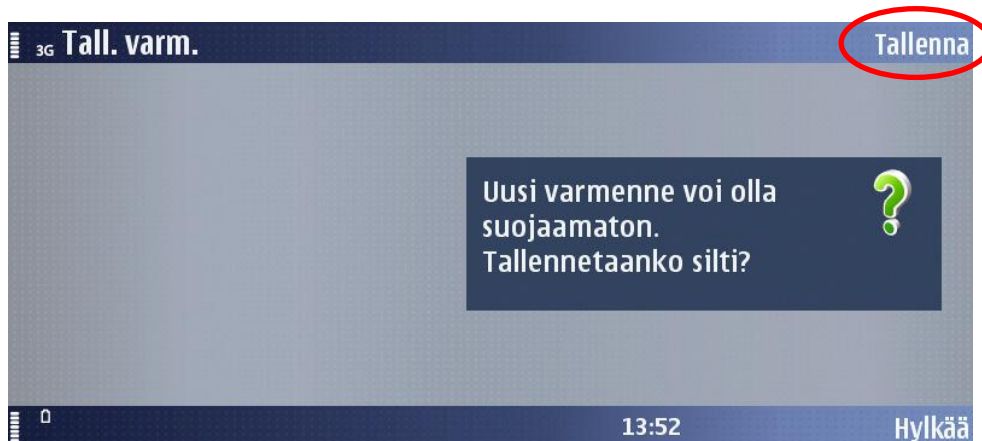 3G Tall. varm.
Tallenna
Uusi varmenne voi olla
suojaamaton.
Tallennetaanko silti?
13:52
Hylkää